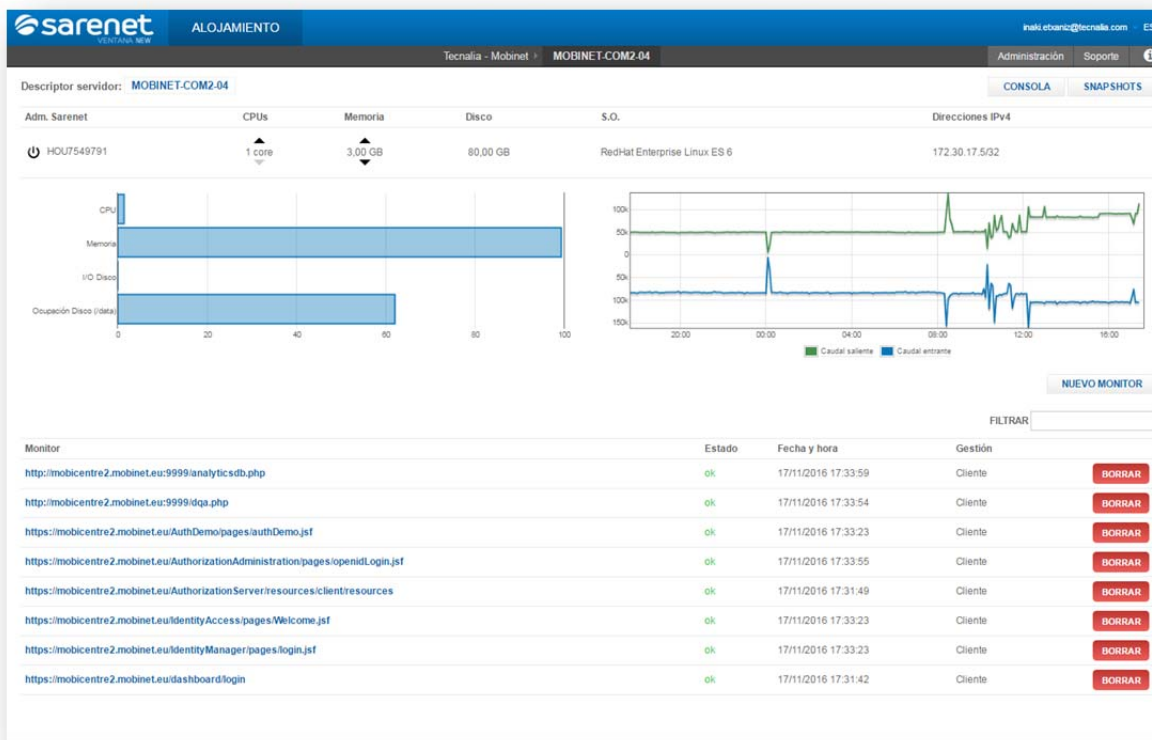 sarenet
VENTANA NEW
ALOJAMIENTO
inaki.etxaniz@tecnalia.com ES
Tecnalia - Mobinet MOBINET-COM2-04 Administración Soporte
Descriptor servidor: MOBINET-COM2-04 CONSOLA SNAPSHOTS
Adm. Sarenet CPUs Memoria Disco S.O. Direcciones IPv4
HOU7549791 1 core 3,00 GB 80,00 GB RedHat Enterprise Linux ES 6 172.30.17.5/32
CPU
Memoria
I/O Disco
Ocupación Disco (/data)
0 20 40 60 80 100
100k
50k
0
50k
100k
150k
20:00 00:00 04:00 08:00 12:00 16:00
Caudal saliente Caudal entrante
NUEVO MONITOR
FILTRAR
Monitor Estado Fecha y hora Gestión
http://mobicentre2.mobinet.eu:9999/analyticsdb.php ok 17/11/2016 17:33:59 Cliente BORRAR
http://mobicentre2.mobinet.eu:9999/dqa.php ok 17/11/2016 17:33:54 Cliente BORRAR
https://mobicentre2.mobinet.eu/AuthDemo/pages/authDemo.jsf ok 17/11/2016 17:33:23 Cliente BORRAR
https://mobicentre2.mobinet.eu/AuthorizationAdministration/pages/openidLogin.jsf ok 17/11/2016 17:33:55 Cliente BORRAR
https://mobicentre2.mobinet.eu/AuthorizationServer/resources/client/resources ok 17/11/2016 17:31:49 Cliente BORRAR
https://mobicentre2.mobinet.eu/IdentityAccess/pages/Welcome.jsf ok 17/11/2016 17:33:23 Cliente BORRAR
https://mobicentre2.mobinet.eu/IdentityManager/pages/login.jsf ok 17/11/2016 17:33:23 Cliente BORRAR
https://mobicentre2.mobinet.eu/dashboard/login ok 17/11/2016 17:31:42 Cliente BORRAR